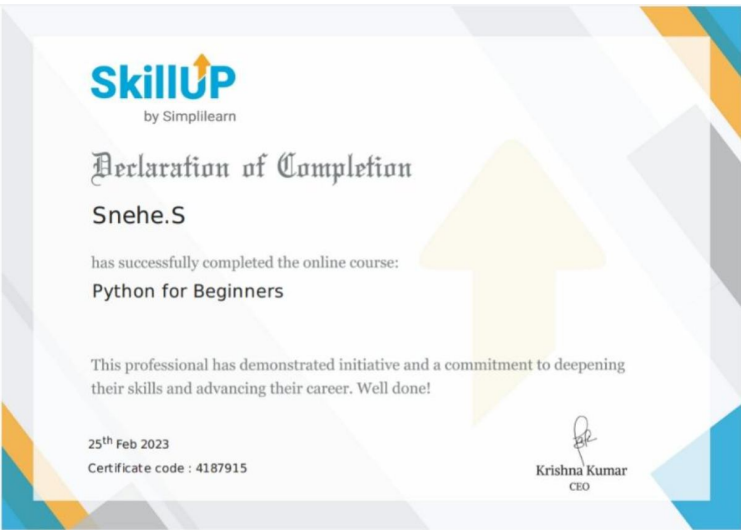 SkillUP
by Simplilearn
Declaration of Completion
Snehe.S
has successfully completed the online course:
Python for Beginners
This professional has demonstrated initiative and a commitment to deepening
their skills and advancing their career. Well done!
25th Feb 2023
Certificate code : 4187915
Krishna Kumar
CEO